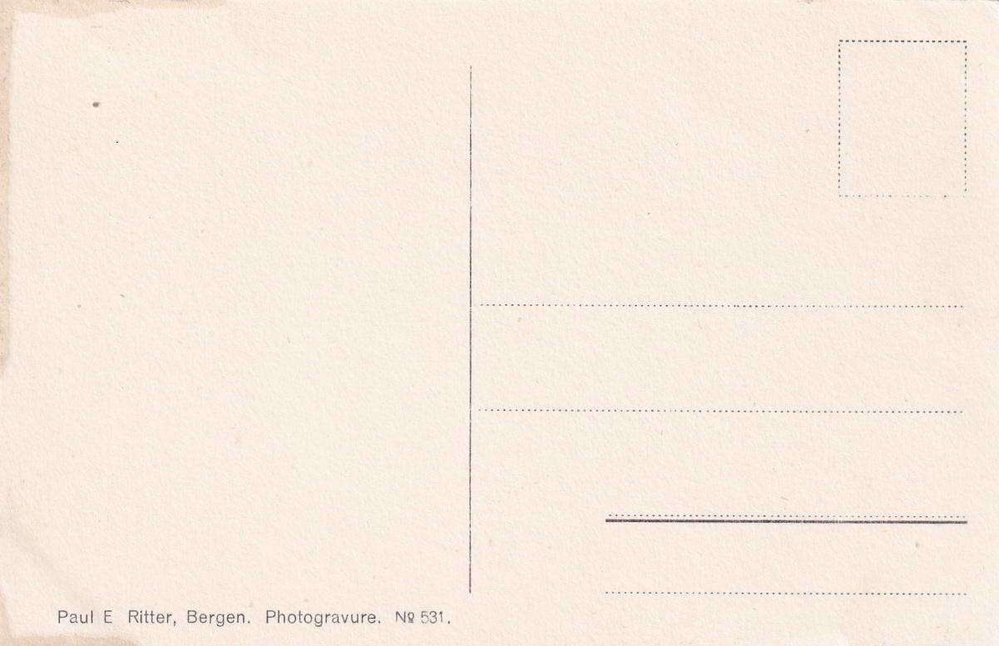 Paul E Ritter, Bergen. Photogravure. № 531.